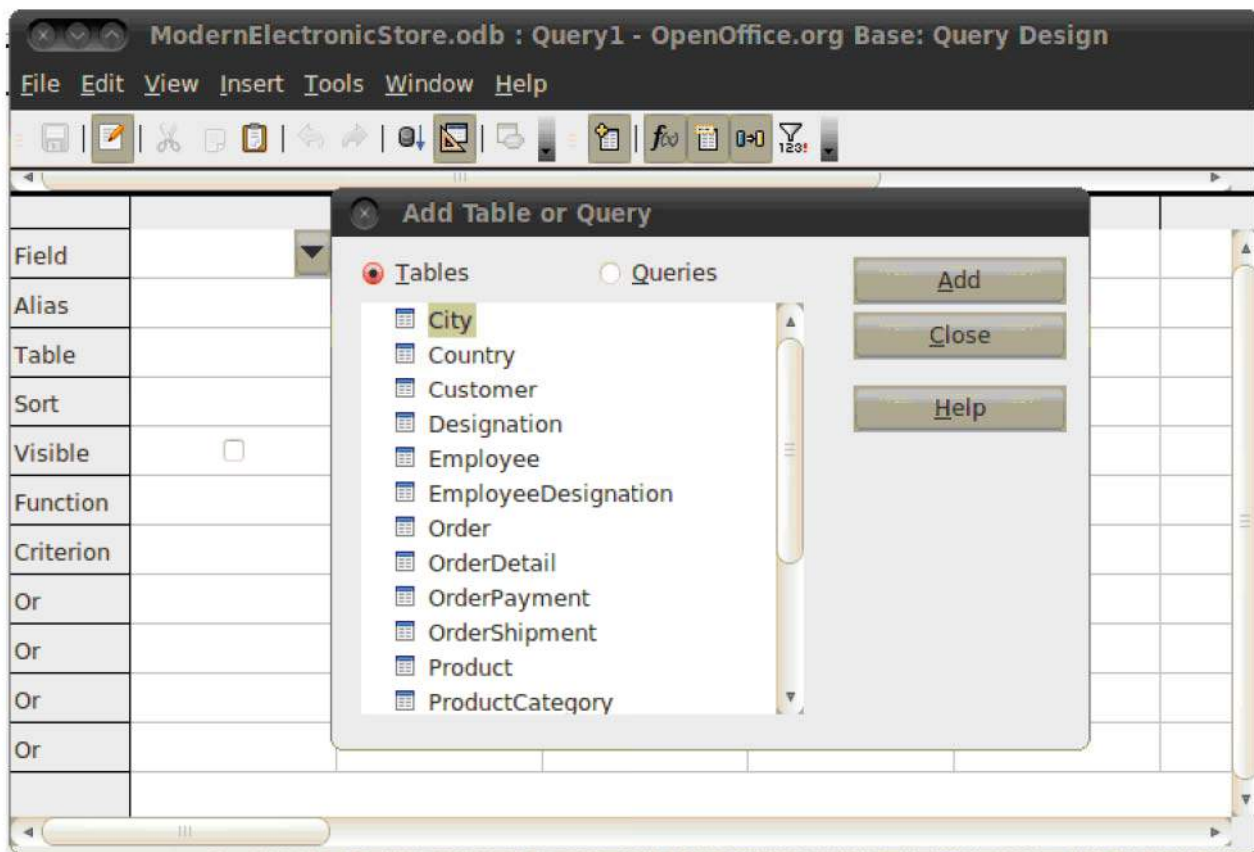 ModernElectronicStore.odb : Query1 - OpenOffice.org Base: Query Design
File Edit View Insert Tools Window Help
f(x) 123!
Add Table or Query
Field
Alias
Table
Sort
Visible
Function
Criterion
Or
Or
Or
Or
Tables Queries
City
Country
Customer
Designation
Employee
EmployeeDesignation
Order
OrderDetail
OrderPayment
OrderShipment
Product
ProductCategory
Add
Close
Help